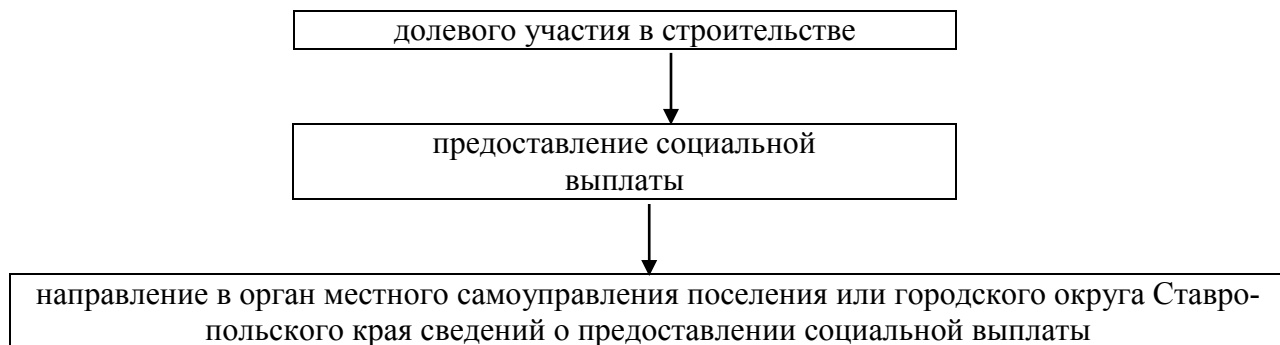 долевого участия в строительстве
предоставление социальной
выплаты
направление в орган местного самоуправления поселения или городского округа Ставро-
польского края сведений о предоставлении социальной выплаты